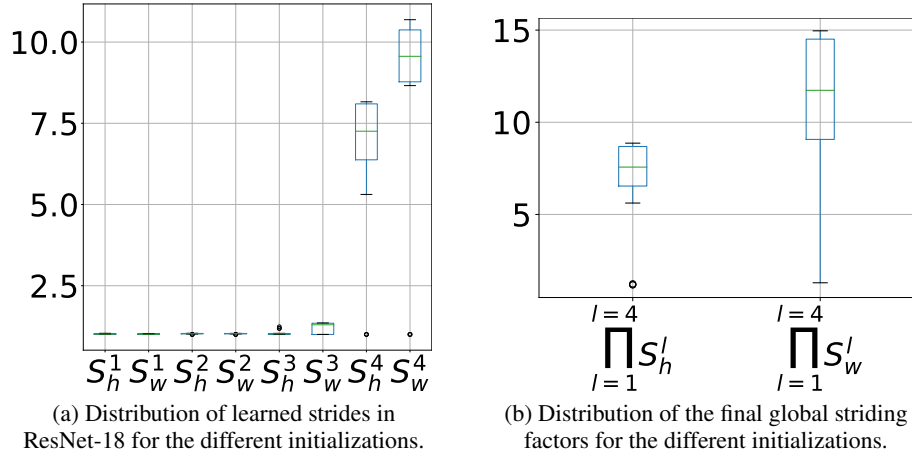 10.0
7.5
5.0
2.5
S_h^1 S_w^1 S_h^2 S_w^2 S_h^3 S_w^3 S_h^4 S_w^4
(a) Distribution of learned strides in
ResNet-18 for the different initializations.
15
10
5
l = 4 l = 4
∏ S_h^l ∏ S_w^l
l = 1 l = 1
(b) Distribution of the final global striding
factors for the different initializations.